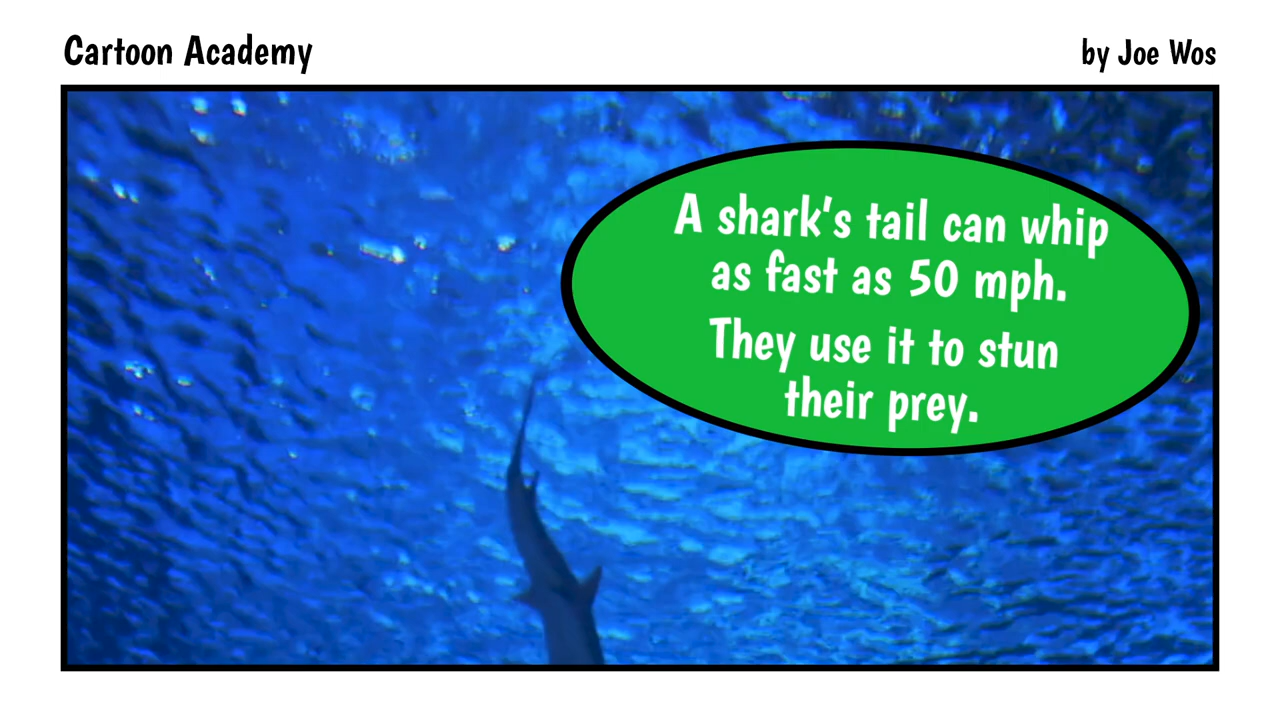 Cartoon Academy
by Joe Wos
A shark's tail can whip
as fast as 50 mph.
They use it to stun
their prey.